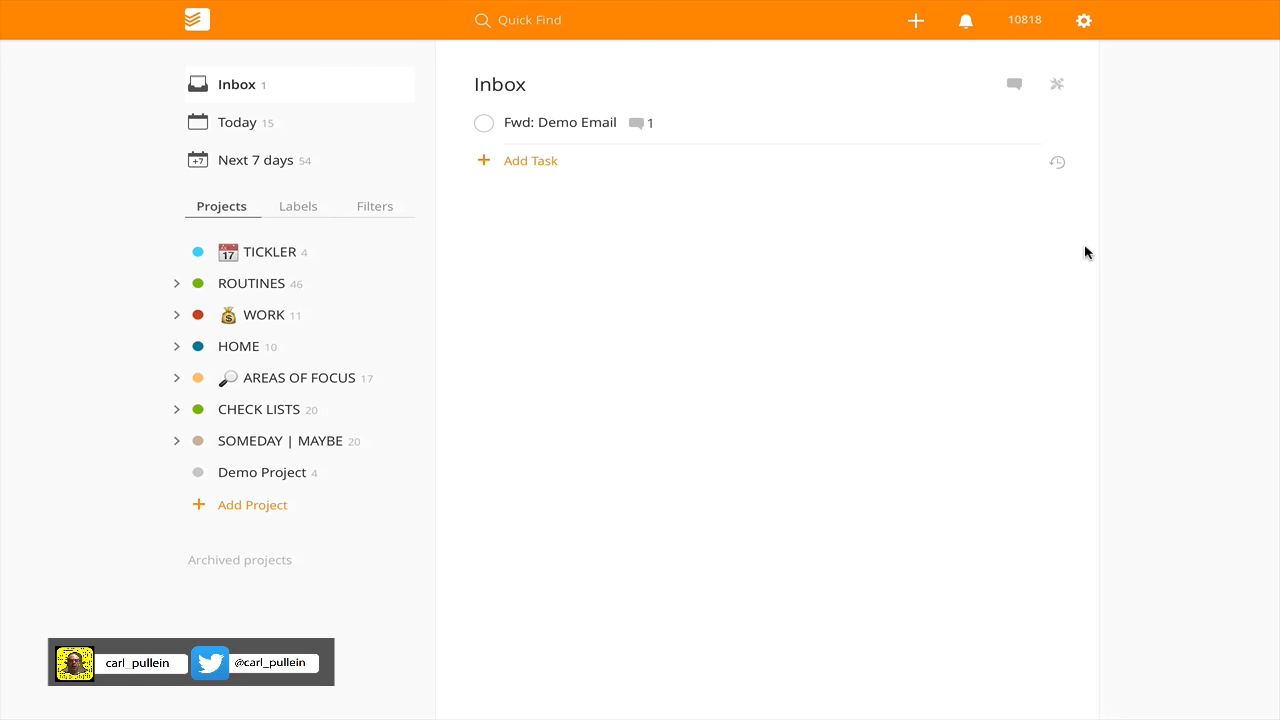 Quick Find
10818
Inbox 1
Today 15
+7 Next 7 days 54
Projects Labels Filters
17 TICKLER 4
ROUTINES 46
WORK 11
HOME 10
AREAS OF FOCUS 17
CHECK LISTS 20
SOMEDAY | MAYBE 20
Demo Project 4
+ Add Project
Archived projects
Inbox
Fwd: Demo Email 1
+ Add Task
carl_pullein @carl_pullein